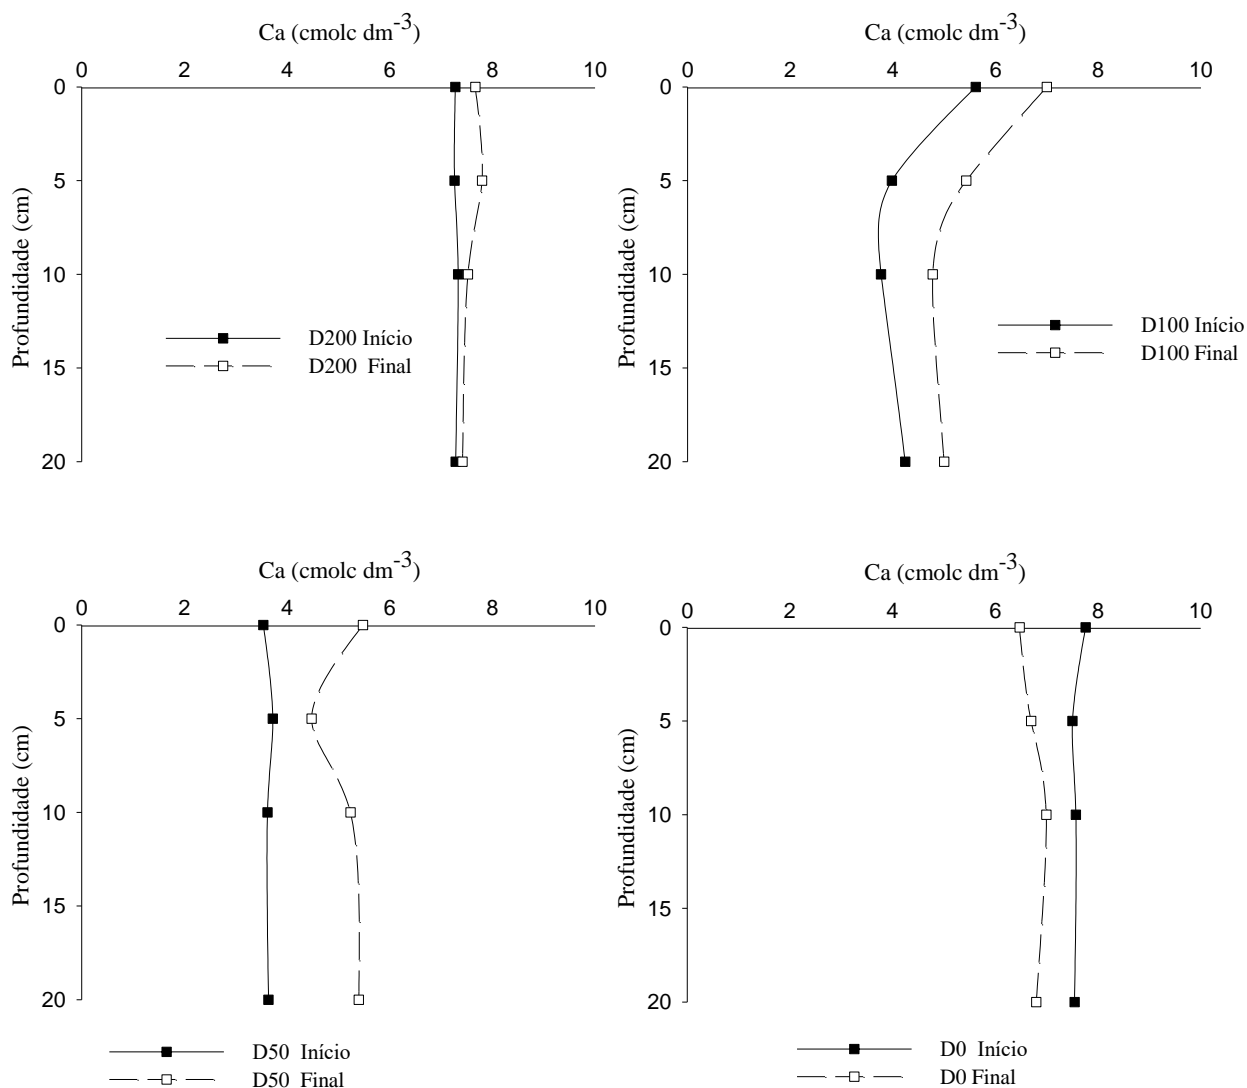 Ca (cmolc dm-3)
0 2 4 6 8 10
0
5
10
15
20
Profundidade (cm)
D200 Início
D200 Final
Ca (cmolc dm-3)
0 2 4 6 8 10
0
5
10
15
20
Profundidade (cm)
D100 Início
D100 Final
Ca (cmolc dm-3)
0 2 4 6 8 10
0
5
10
15
20
Profundidade (cm)
D50 Início
D50 Final
Ca (cmolc dm-3)
0 2 4 6 8 10
0
5
10
15
20
Profundidade (cm)
D0 Início
D0 Final